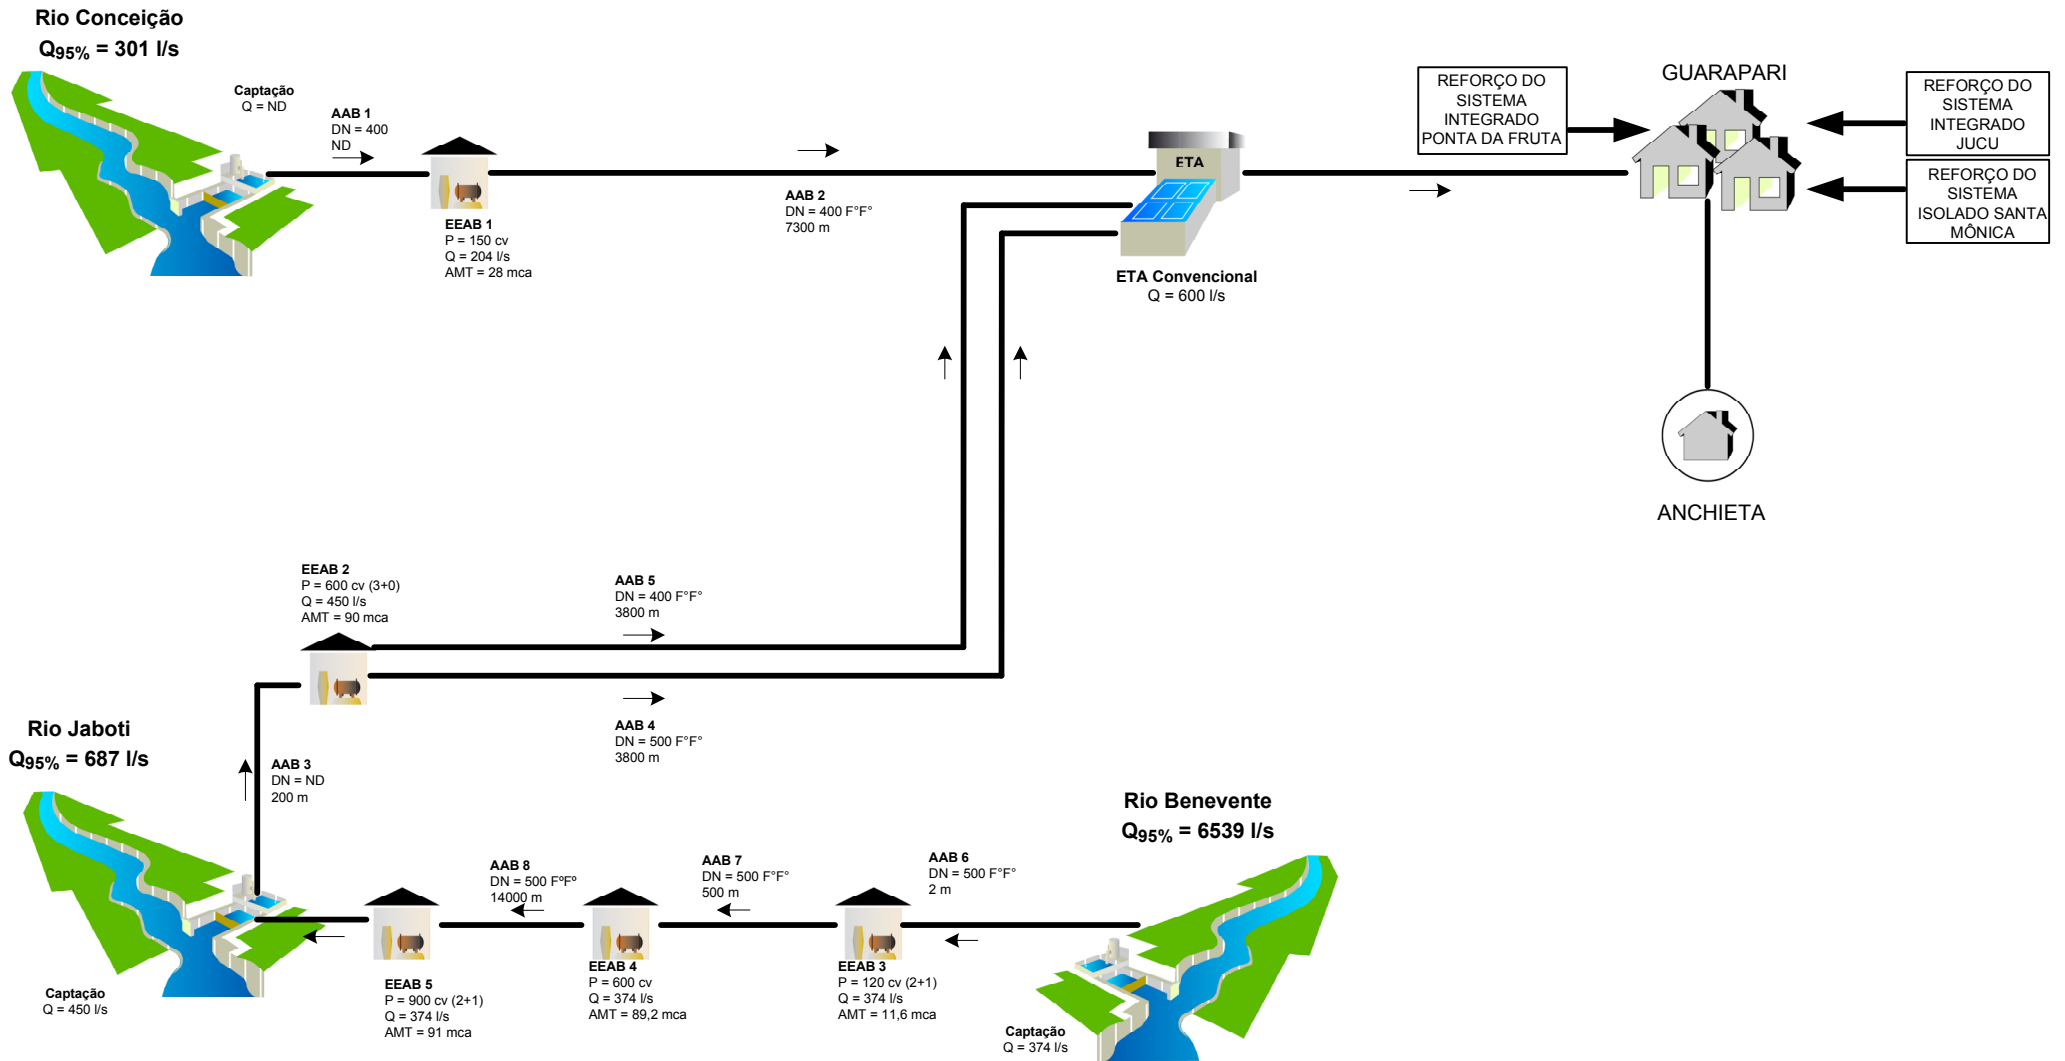 Rio Conceição
Q95% = 301 l/s
Captação
Q = ND
AAB 1
DN = 400
ND
EEAB 1
P = 150 cv
Q = 204 l/s
AMT = 28 mca
AAB 2
DN = 400 F°F°
7300 m
ETA
ETA Convencional
Q = 600 l/s
REFORÇO DO
SISTEMA
INTEGRADO
PONTA DA FRUTA
GUARAPARI
REFORÇO DO
SISTEMA
INTEGRADO
JUCU
REFORÇO DO
SISTEMA
ISOLADO SANTA
MÔNICA
ANCHIETA
EEAB 2
P = 600 cv (3+0)
Q = 450 l/s
AMT = 90 mca
AAB 5
DN = 400 F°F°
3800 m
AAB 4
DN = 500 F°F°
3800 m
Rio Jaboti
Q95% = 687 l/s
AAB 3
DN = ND
200 m
Captação
Q = 450 l/s
EEAB 5
P = 900 cv (2+1)
Q = 374 l/s
AMT = 91 mca
AAB 8
DN = 500 FºFº
14000 m
EEAB 4
P = 600 cv
Q = 374 l/s
AMT = 89,2 mca
AAB 7
DN = 500 F°F°
500 m
EEAB 3
P = 120 cv (2+1)
Q = 374 l/s
AMT = 11,6 mca
AAB 6
DN = 500 F°F°
2 m
Rio Benevente
Q95% = 6539 l/s
Captação
Q = 374 l/s